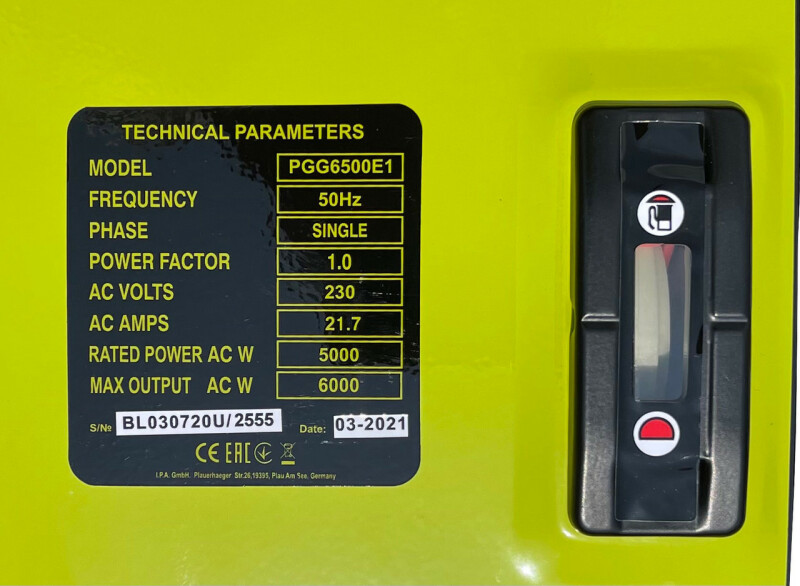 TECHNICAL PARAMETERS
MODEL PGG6500E1
FREQUENCY 50Hz
PHASE SINGLE
POWER FACTOR 1.0
AC VOLTS 230
AC AMPS 21.7
RATED POWER AC W 5000
MAX OUTPUT AC W 6000
S/№ BL030720U/2555 Date: 03-2021
CE EAC
I.P.A. GmbH. Plauerhaeger Str.26,19395, Plau Am See, Germany